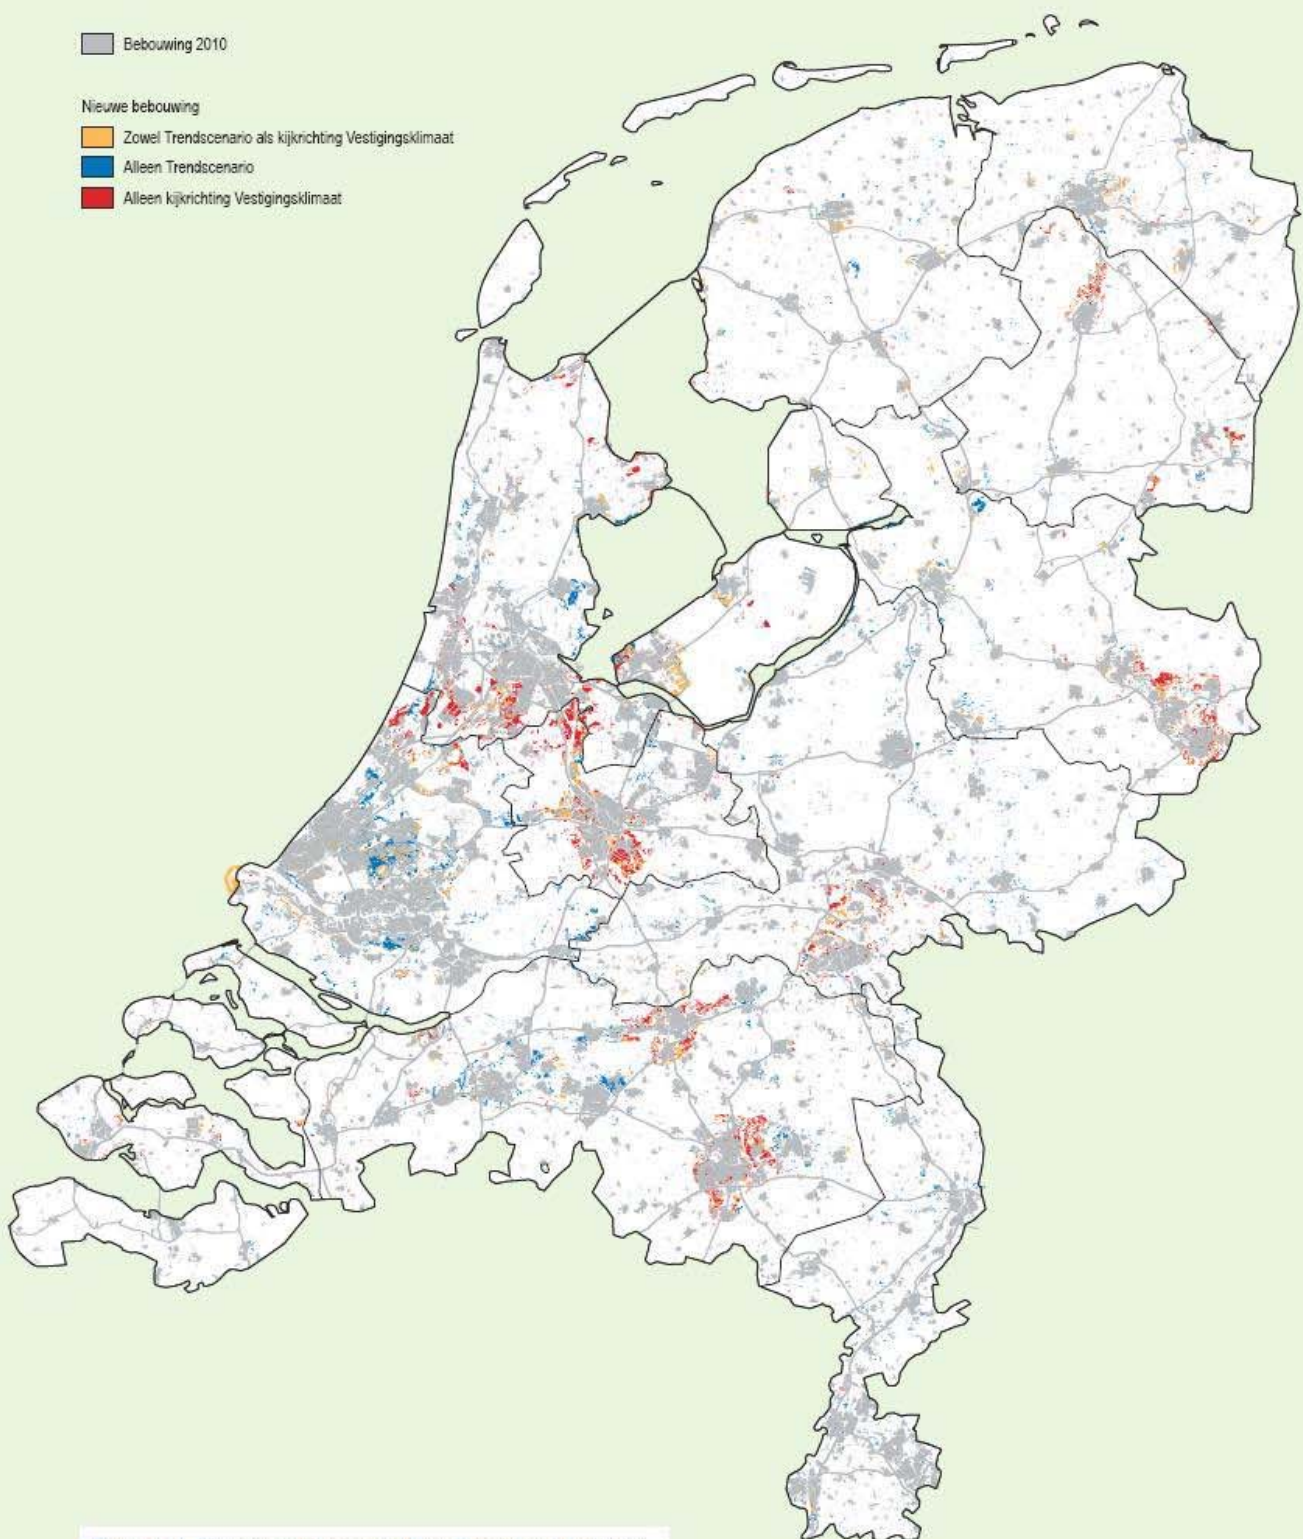 Bebouwing 2010
Nieuwe bebouwing
Zowel Trendscenario als kijkrichting Vestigingsklimaat
Alleen Trendscenario
Alleen kijkrichting Vestigingsklimaat